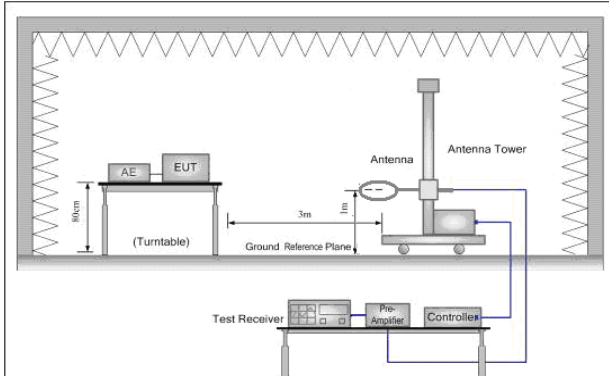 AE
EUT
80cm
(Turntable)
3m
1m
Antenna
Antenna Tower
Ground Reference Plane
Test Receiver
Pre-
Amplifier
Controller